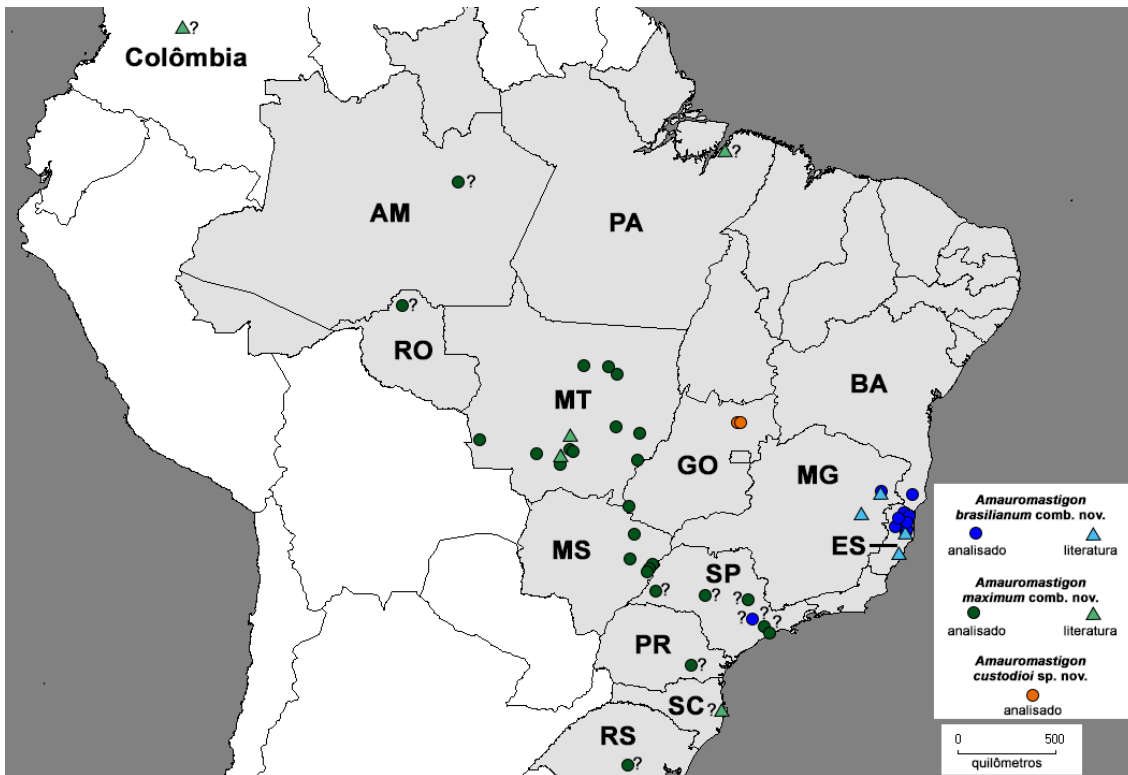 ?
Colômbia
?
?
AM
PA
?
RO
MT
BA
GO
MG
ES
MS
SP
?
?
?
?
?
?
PR
?
SC
?
RS
?
Amauromastigon
brasilianum comb. nov.
analisado literatura
Amauromastigon
maximum comb. nov.
analisado literatura
Amauromastigon
custodioi sp. nov.
analisado
0 500
quilômetros